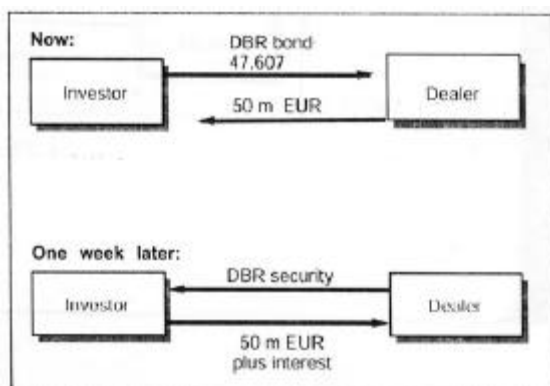 Now:
DBR bond
47.607
Investor
Dealer
50 m EUR
One week later:
DBR security
Investor
Dealer
50 m EUR
plus interest